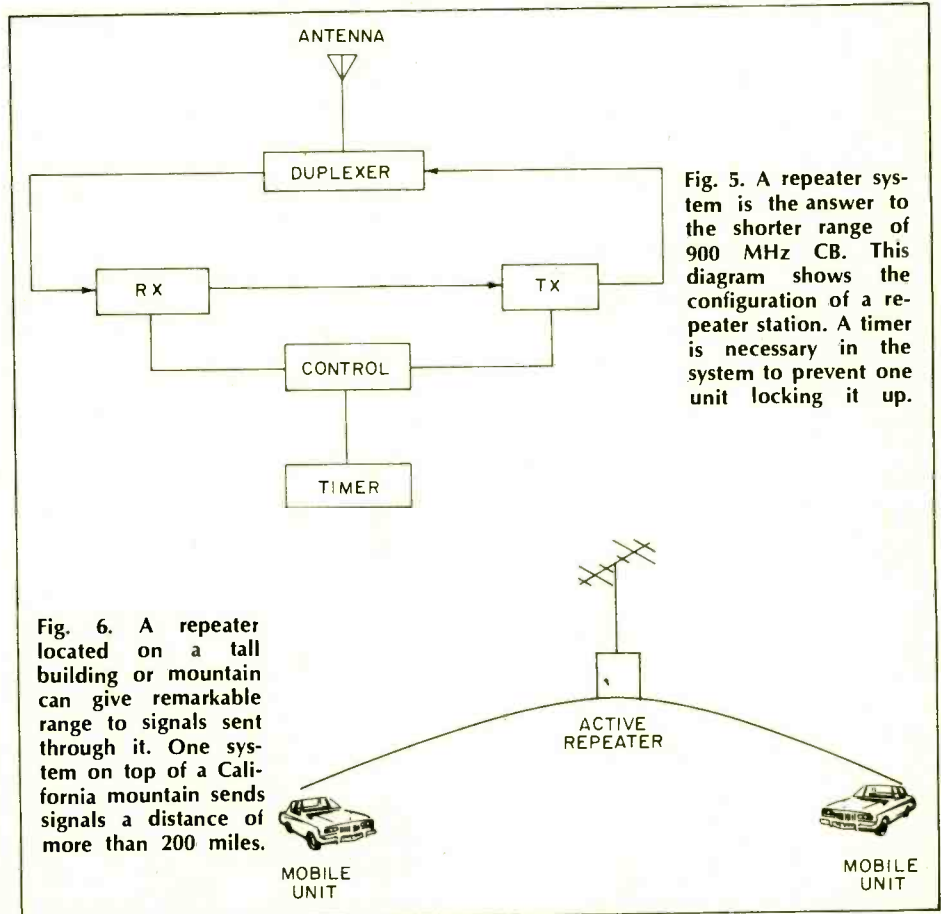 ANTENNA
DUPLEXER
RX
TX
CONTROL
TIMER
Fig. 5. A repeater sys-
tem is the answer to
the shorter range of
900 MHz CB. This
diagram shows the
configuration of a re-
peater station. A timer
is necessary in the
system to prevent one
unit locking it up.
Fig. 6. A repeater
located on a tall
building or mountain
can give remarkable
range to signals sent
through it. One sys-
tem on top of a Cali-
fornia mountain sends
signals a distance of
more than 200 miles.
ACTIVE
REPEATER
MOBILE
UNIT
MOBILE
UNIT